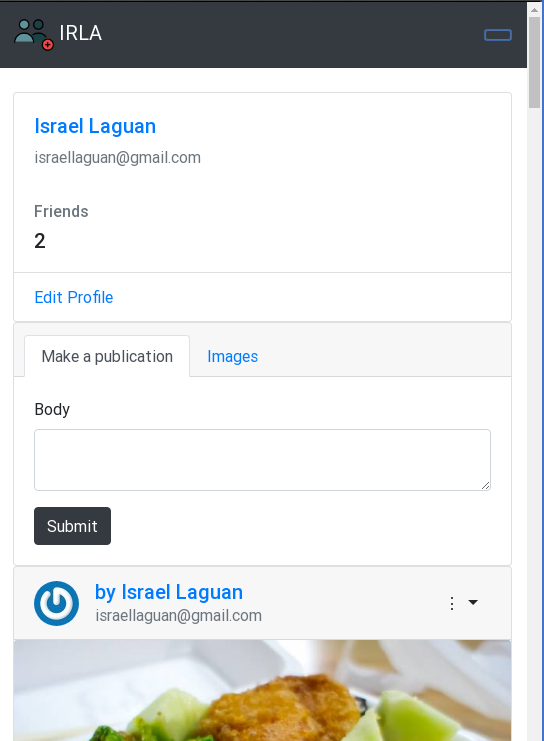 IRLA
Israel Laguan
israellaguan@gmail.com
Friends
2
Edit Profile
Make a publication
Images
Body
Submit
by Israel Laguan
israellaguan@gmail.com